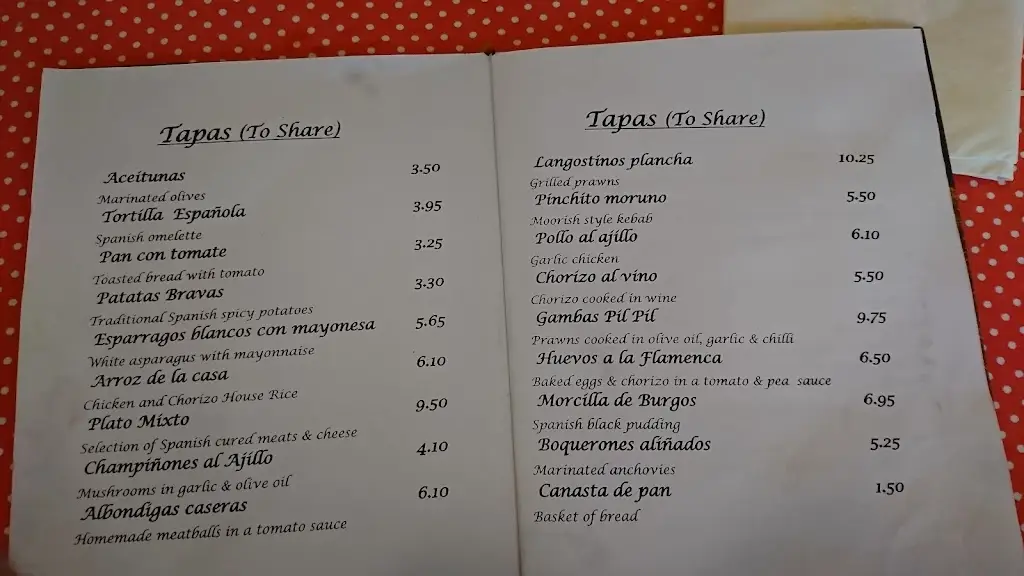 Tapas (To Share)
Aceitunas 3.50
Marinated olives
Tortilla Española 3.95
Spanish omelette
Pan con tomate 3.25
Toasted bread with tomato
Patatas Bravas 3.30
Traditional Spanish spicy potatoes
Esparragos blancos con mayonesa 5.65
White asparagus with mayonnaise
Arroz de la casa 6.10
Chicken and Chorizo House Rice
Plato Mixto 9.50
Selection of Spanish cured meats & cheese
Champiñones al Ajillo 4.10
Mushrooms in garlic & olive oil
Albondigas caseras 6.10
Homemade meatballs in a tomato sauce
Tapas (To Share)
Langostinos plancha 10.25
Grilled prawns
Pinchito moruno 5.50
Moorish style kebab
Pollo al ajillo 6.10
Garlic chicken
Chorizo al vino 5.50
Chorizo cooked in wine
Gambas Pil Pil 9.75
Prawns cooked in olive oil, garlic & chilli
Huevos a la Flamenca 6.50
Baked eggs & chorizo in a tomato & pea sauce
Morcilla de Burgos 6.95
Spanish black pudding
Boquerones aliñados 5.25
Marinated anchovies
Canasta de pan 1.50
Basket of bread